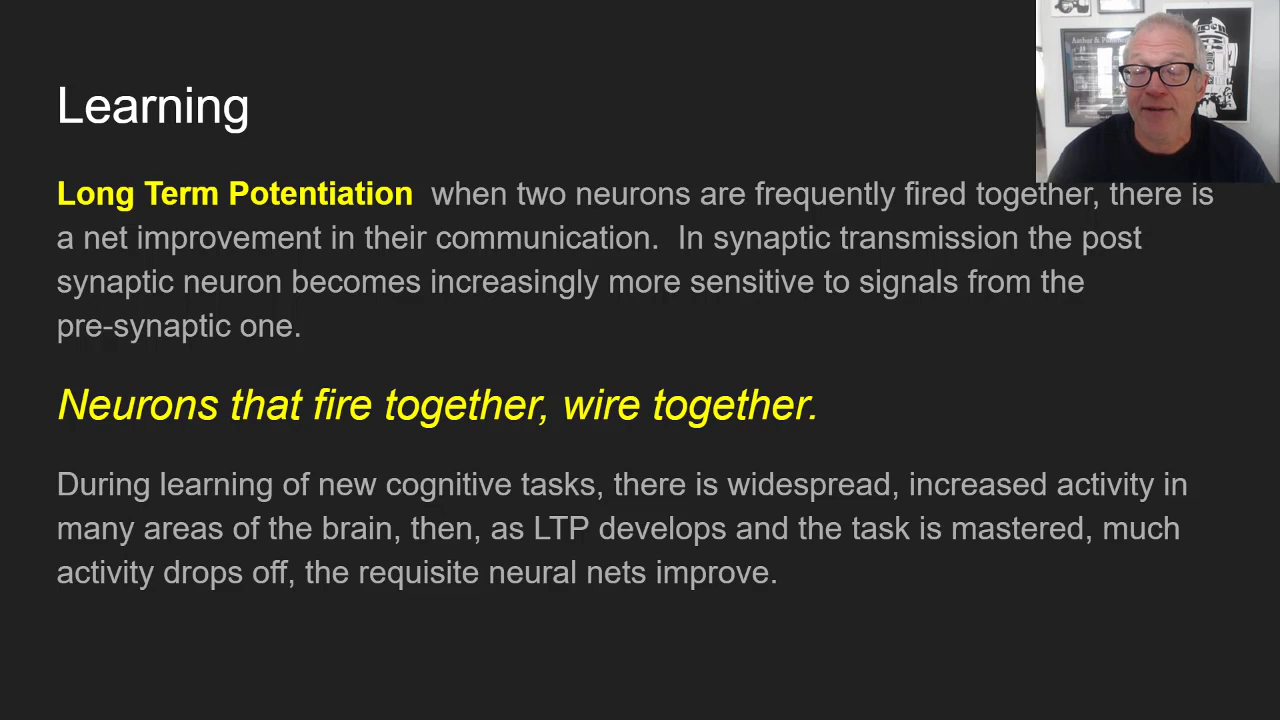 Learning
Long Term Potentiation when two neurons are frequently fired together, there is
a net improvement in their communication. In synaptic transmission the post
synaptic neuron becomes increasingly more sensitive to signals from the
pre-synaptic one.
Neurons that fire together, wire together.
During learning of new cognitive tasks, there is widespread, increased activity in
many areas of the brain, then, as LTP develops and the task is mastered, much
activity drops off, the requisite neural nets improve.
Author &